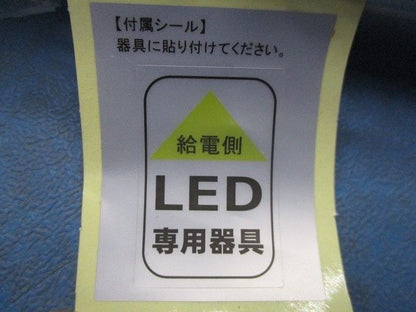 【付属シール】
器具に貼り付けてください。
給電側
LED
専用器具